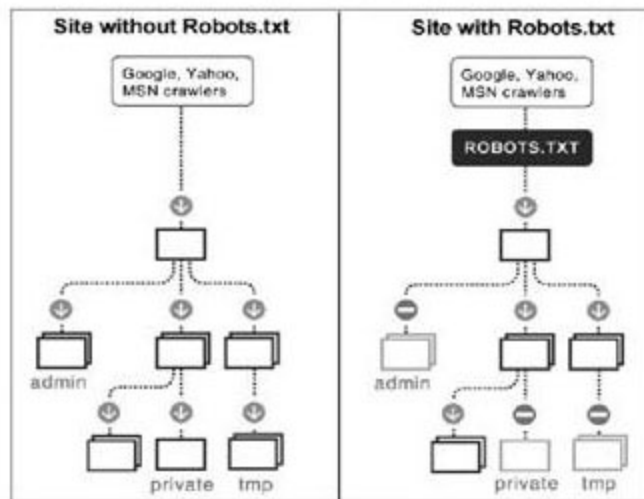 Site without Robots.txt
Google, Yahoo,
MSN crawlers
admin
private
tmp
Site with Robots.txt
Google, Yahoo,
MSN crawlers
ROBOTS.TXT
admin
private
tmp